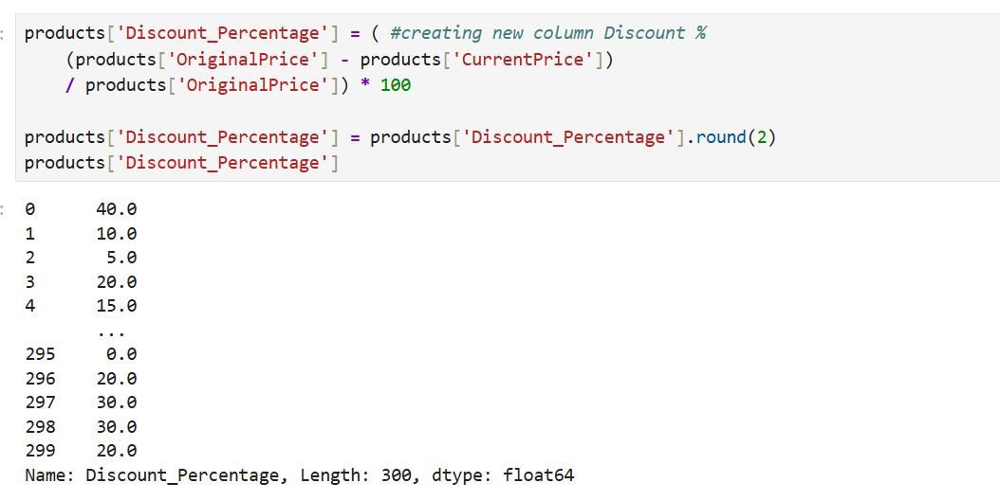 products['Discount_Percentage'] = ( #creating new column Discount %
    (products['OriginalPrice'] - products['CurrentPrice'])
    / products['OriginalPrice']) * 100

products['Discount_Percentage'] = products['Discount_Percentage'].round(2)
products['Discount_Percentage']
0      40.0
1      10.0
2       5.0
3      20.0
4      15.0
       ...
295     0.0
296    20.0
297    30.0
298    30.0
299    20.0
Name: Discount_Percentage, Length: 300, dtype: float64